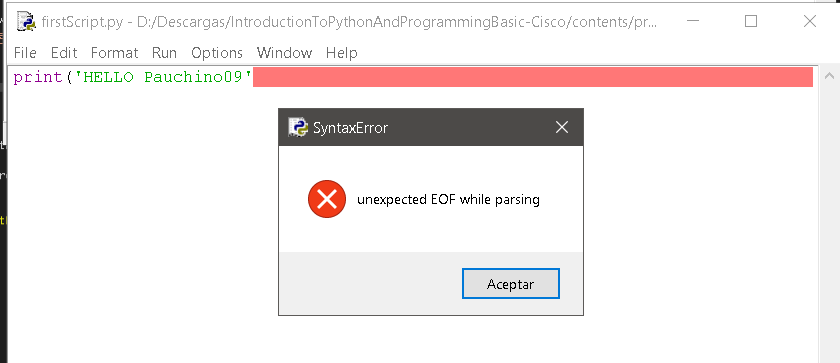 firstScript.py - D:/Descargas/IntroductionToPythonAndProgrammingBasic-Cisco/contents/pr...
File Edit Format Run Options Window Help
print('HELLO Pauchino09'
SyntaxError
unexpected EOF while parsing
Aceptar